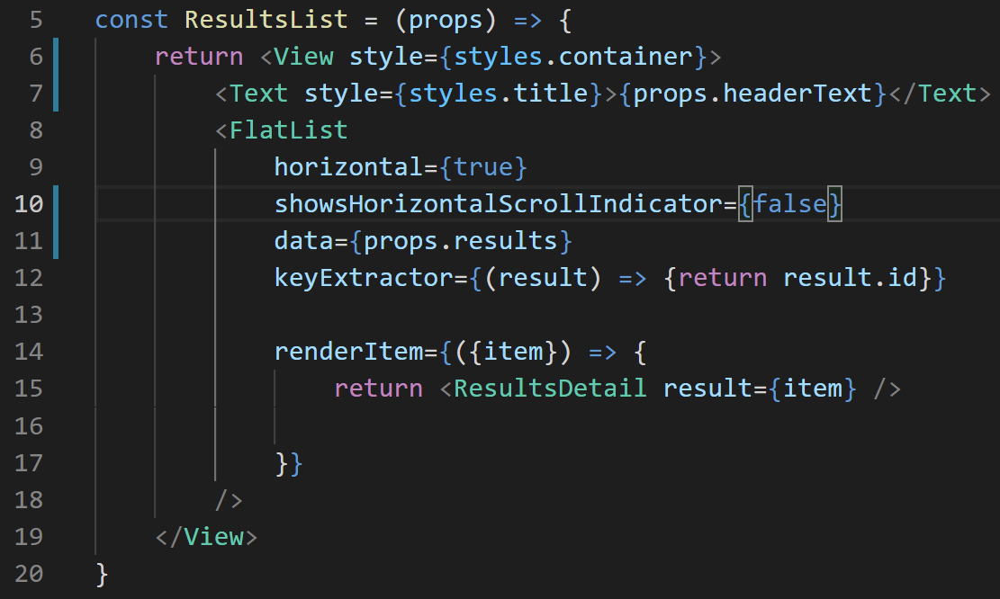 5 const ResultsList = (props) => {
6     return <View style={styles.container}>
7         <Text style={styles.title}>{props.headerText}</Text>
8         <FlatList
9             horizontal={true}
10             showsHorizontalScrollIndicator={false}
11             data={props.results}
12             keyExtractor={(result) => {return result.id}}
13
14             renderItem={({item}) => {
15                 return <ResultsDetail result={item} />
16
17             }}
18         />
19     </View>
20 }